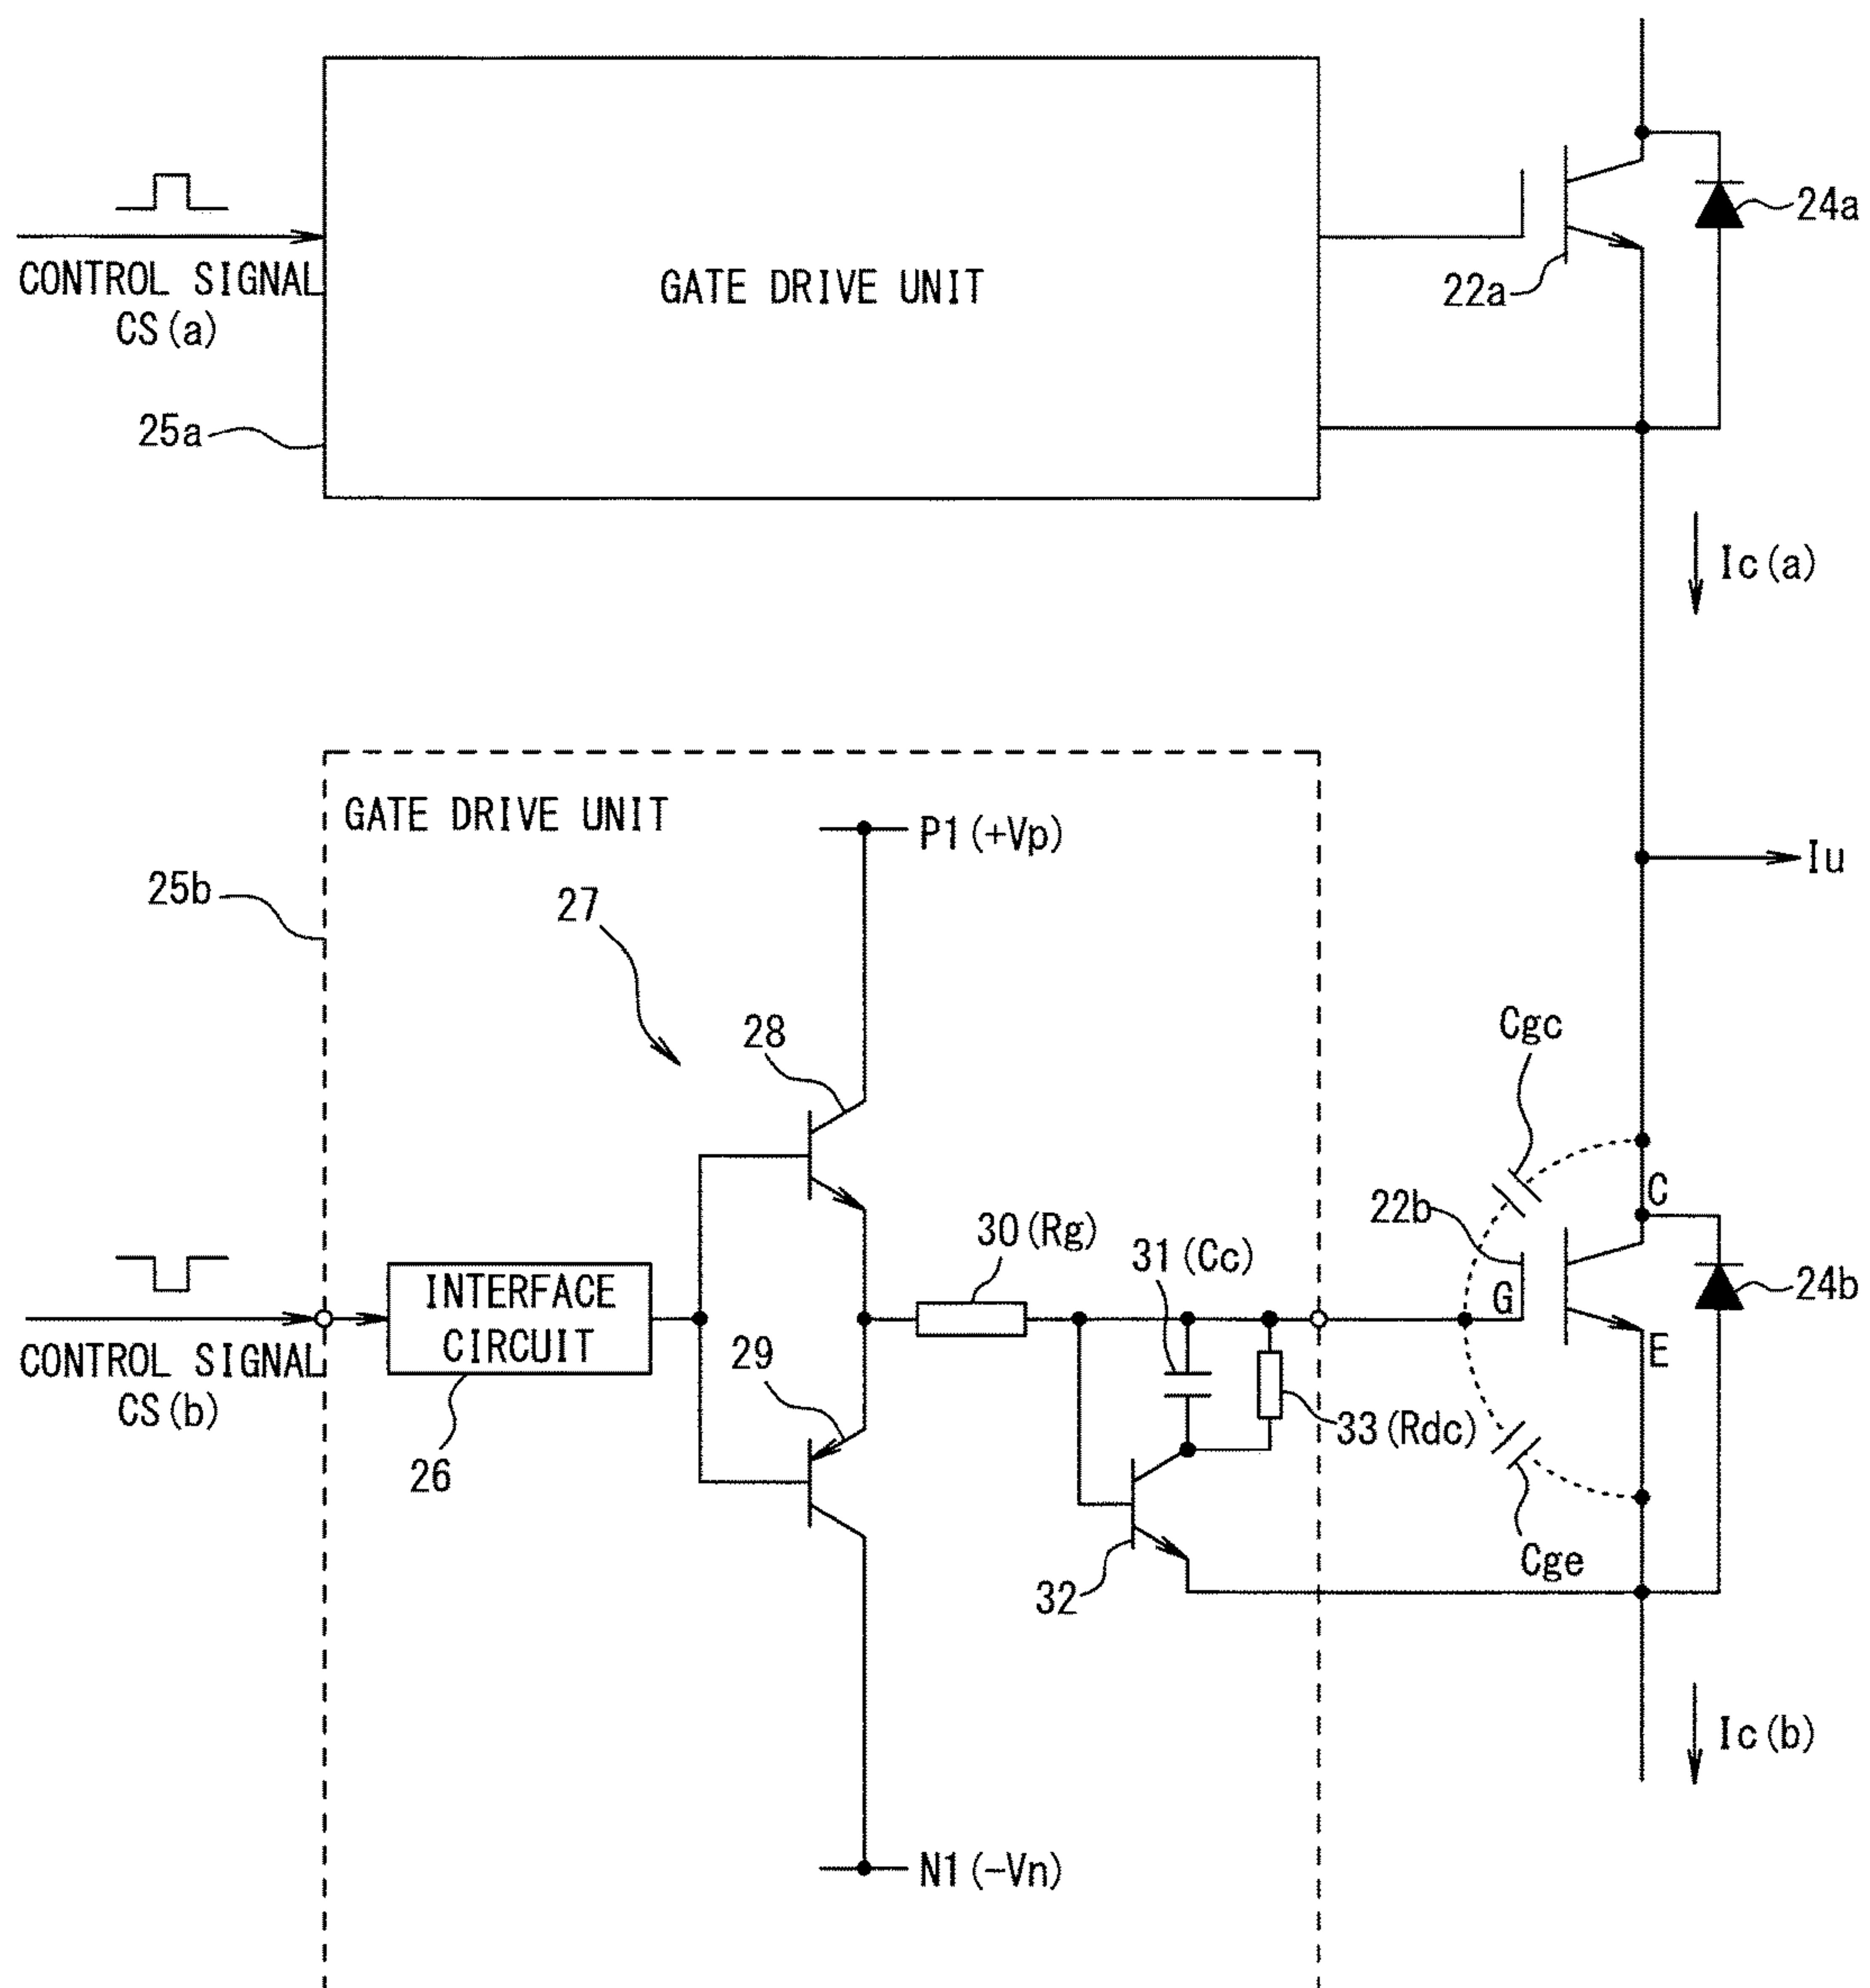 24a
CONTROL SIGNAL
CS(a)
GATE DRIVE UNIT
22a
25a
Ic(a)
GATE DRIVE UNIT
P1(+Vp)
25b
27
Iu
28
Cgc
22b
C
30(Rg)
31(Cc)
INTERFACE
CIRCUIT
G
24b
CONTROL SIGNAL
CS(b)
29
E
26
33(Rdc)
32
Cge
Ic(b)
N1(-Vn)